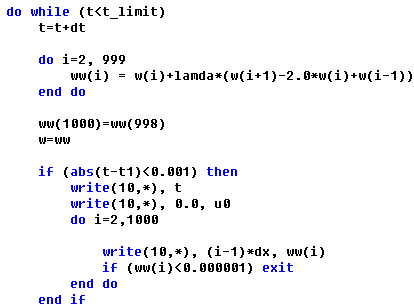 do while (t<t_limit)
t=t+dt
do i=2, 999
ww(i) = w(i)+lamda*(w(i+1)-2.0*w(i)+w(i-1))
end do
ww(1000)=ww(998)
w=ww
if (abs(t-t1)<0.001) then
write(10,*), t
write(10,*), 0.0, u0
do i=2,1000
write(10,*), (i-1)*dx, ww(i)
if (ww(i)<0.000001) exit
end do
end if